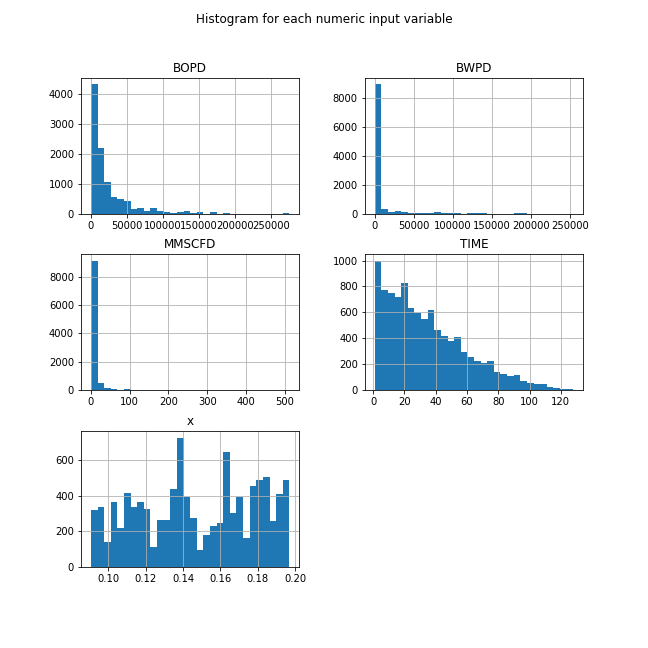 Histogram for each numeric input variable
BOPD
4000
3000
2000
1000
0
0 50000 100000 150000 200000 250000
BWPD
8000
6000
4000
2000
0
0 50000 100000 150000 200000 250000
MMSCFD
8000
6000
4000
2000
0
0 100 200 300 400 500
TIME
1000
800
600
400
200
0
0 20 40 60 80 100 120
x
600
400
200
0
0.10 0.12 0.14 0.16 0.18 0.20